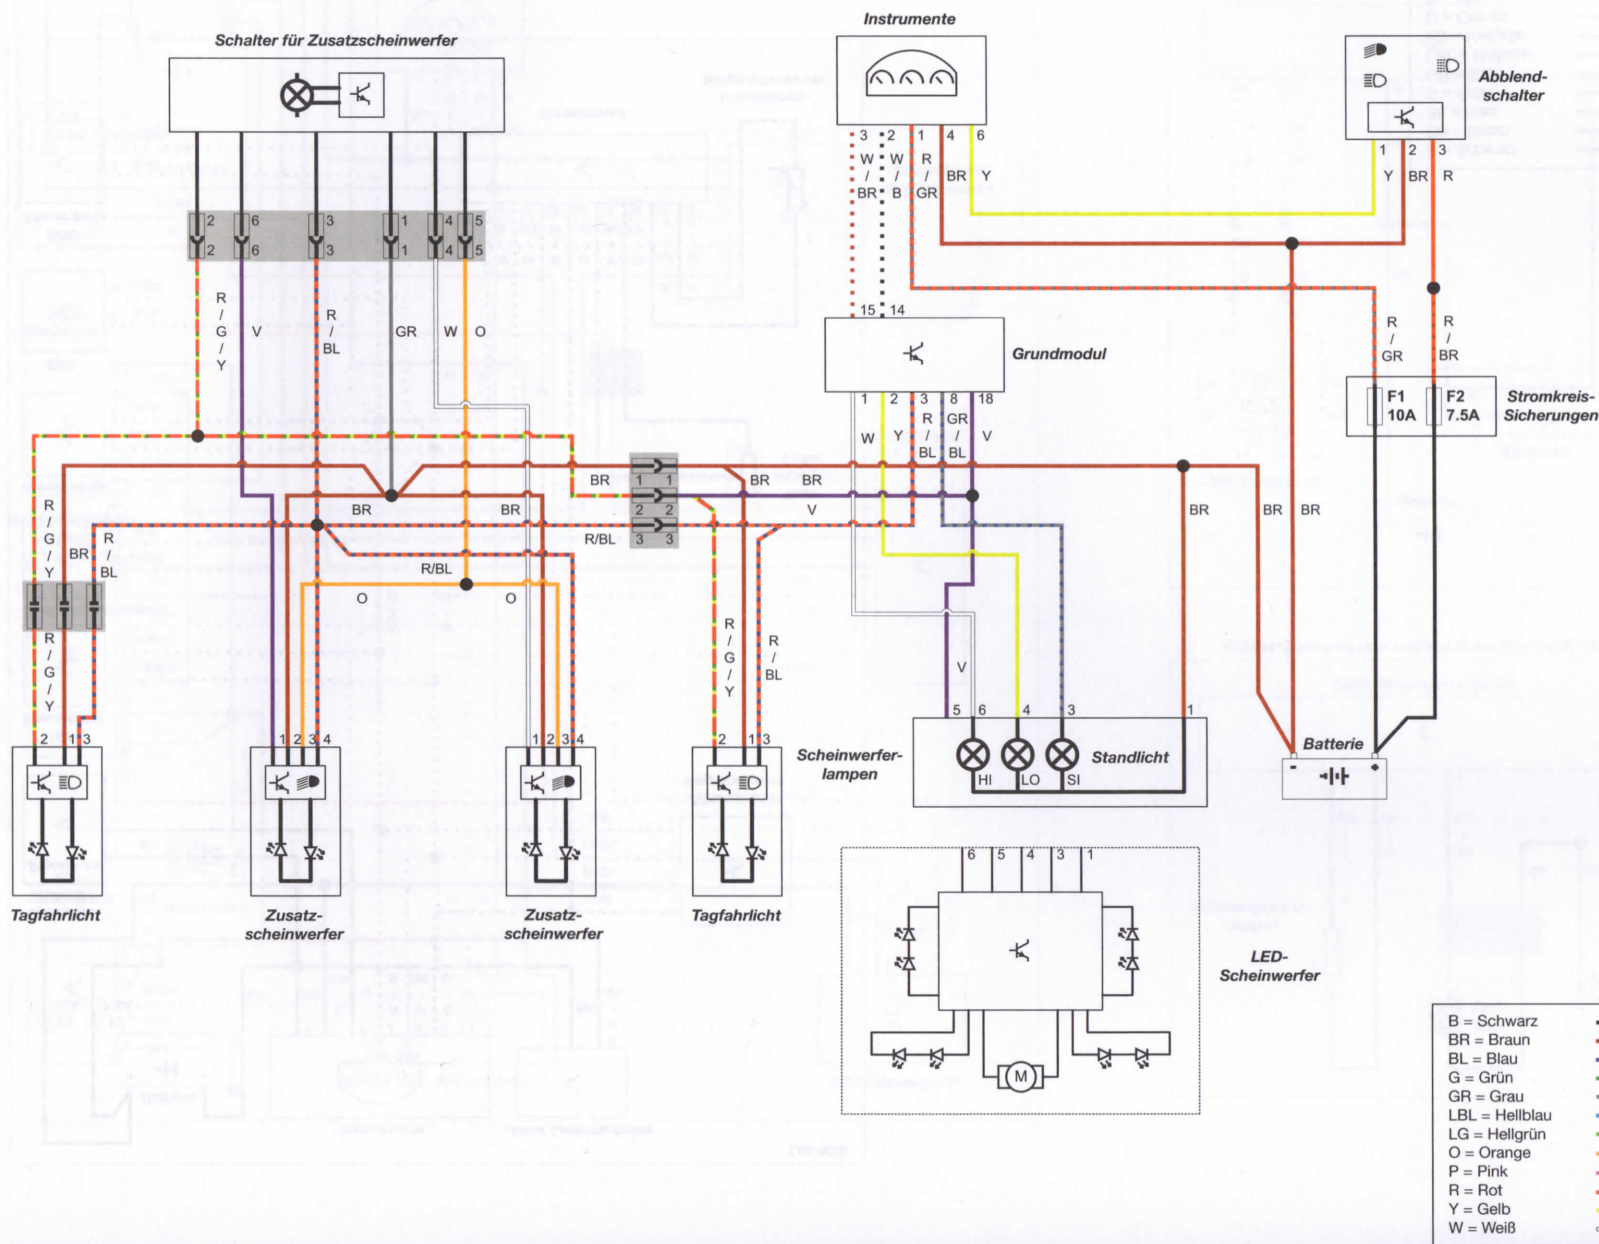 Schalter für Zusatzscheinwerfer
2 6 3 1 4 5
2 6 3 1 4 5
R/G/Y V R/BL GR W O
Instrumente
3 2 1 4 6
W/BR W/B R/GR BR Y
Abblend-
schalter
1 2 3
Y BR R
15 14
Grundmodul
1 2 3 8 18
W Y R/BL GR/BL V
R/GR R/BR
F1 F2
10A 7.5A
Stromkreis-
Sicherungen
BR 1 1 BR BR
2 2 V
R/BL 3 3
BR BR
R/BL
O O
BR BR BR
R/G/Y BR R/BL
R/G/Y
R/G/Y R/BL
V
2 1 3
1 2 3 4
1 2 3 4
2 1 3
5 6 4 3 1
Scheinwerfer-
lampen
HI LO SI
Standlicht
Batterie
- +
Tagfahrlicht
Zusatz-
scheinwerfer
Zusatz-
scheinwerfer
Tagfahrlicht
6 5 4 3 1
M
LED-
Scheinwerfer
B = Schwarz
BR = Braun
BL = Blau
G = Grün
GR = Grau
LBL = Hellblau
LG = Hellgrün
O = Orange
P = Pink
R = Rot
Y = Gelb
W = Weiß